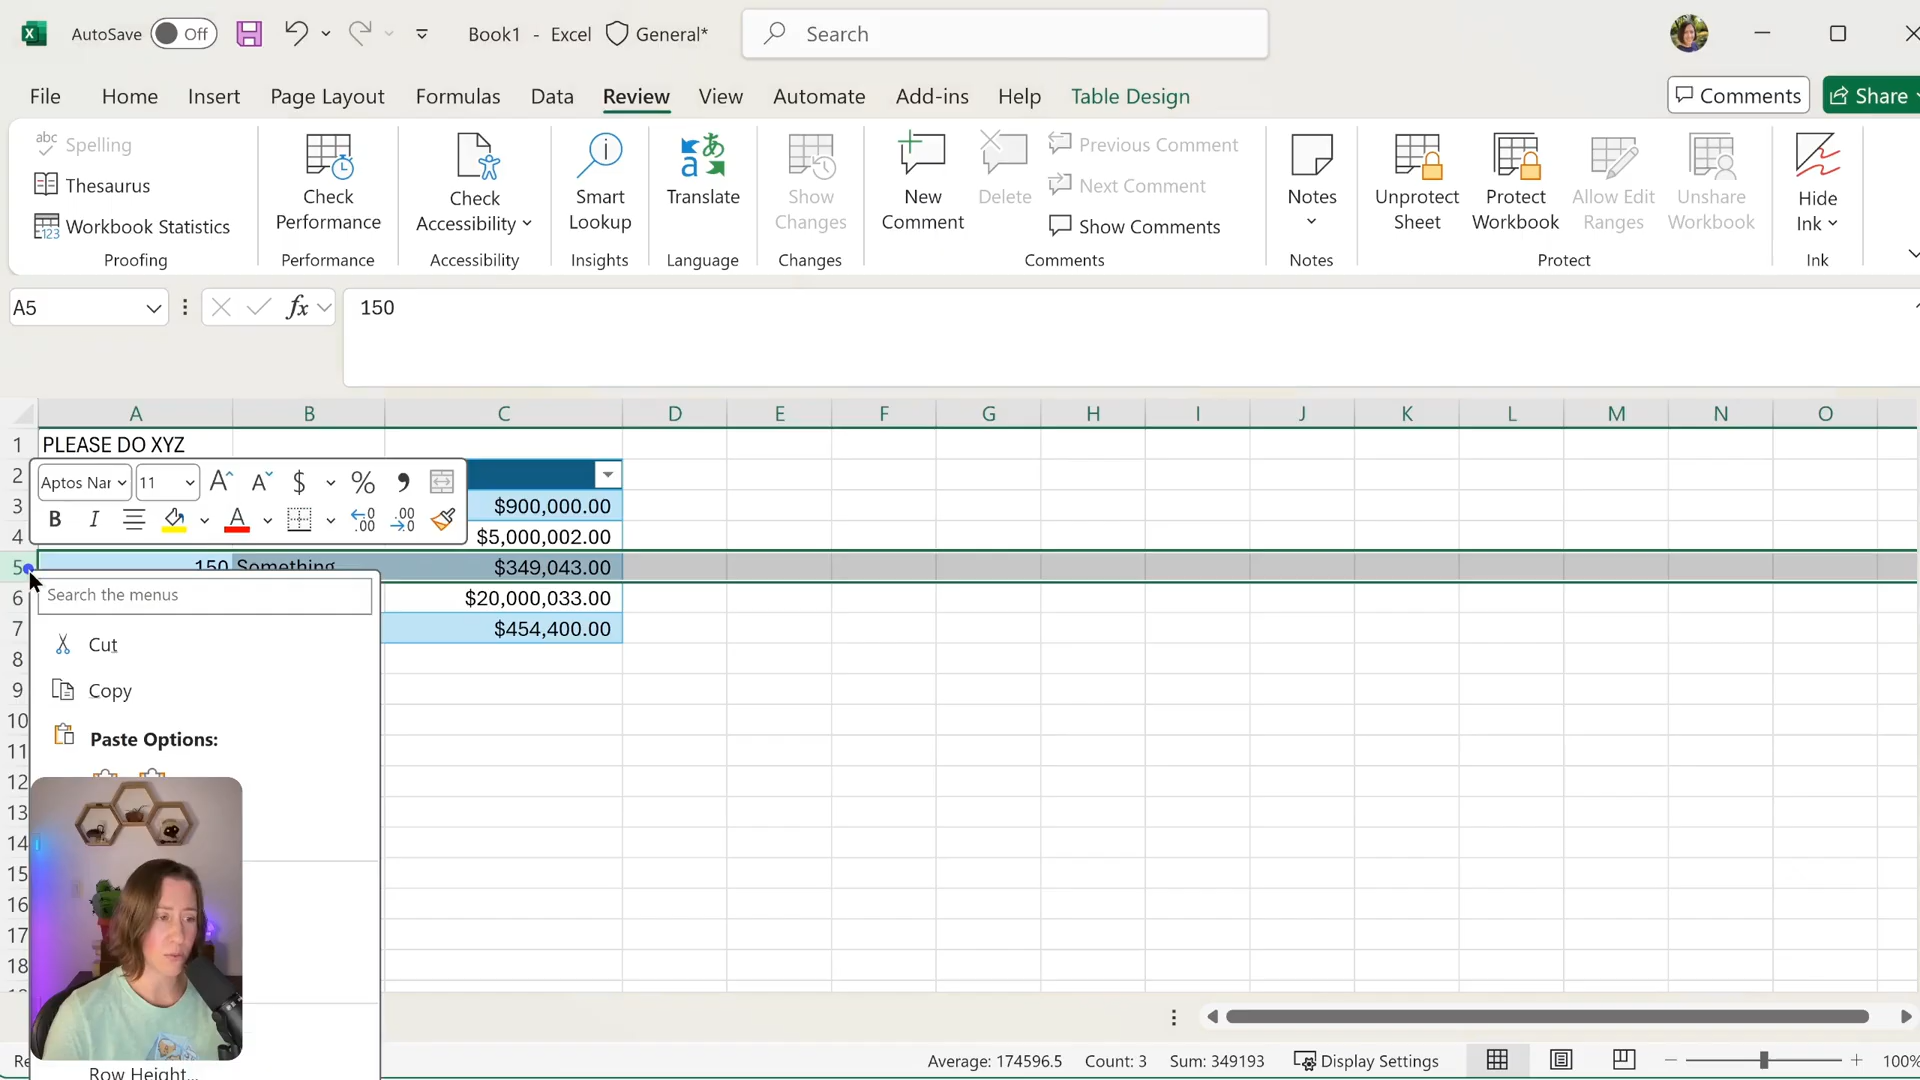 AutoSave Off Book1 - Excel General* Search
File Home Insert Page Layout Formulas Data Review View Automate Add-ins Help Table Design Comments Share
abc Spelling
Thesaurus
123 Workbook Statistics
Proofing
Check Performance
Performance
Check Accessibility
Accessibility
Smart Lookup
Insights
a あ
Translate
Language
Show Changes
Changes
New Comment
Delete
Previous Comment
Next Comment
Show Comments
Comments
Notes
Notes
Unprotect Sheet
Protect Workbook
Allow Edit Ranges
Unshare Workbook
Protect
Hide Ink
Ink
A5 fx 150
A B C D E F G H I J K L M N O
1 PLEASE DO XYZ
2
3 $900,000.00
4 $5,000,002.00
5 150 Something $349,043.00
6 $20,000,033.00
7 $454,400.00
8
9
10
11
12
13
14
15
16
17
18
Aptos Nar 11 A A $ % ,
B I A .00 .00
Search the menus
Cut
Copy
Paste Options:
Row Height...
Average: 174596.5 Count: 3 Sum: 349193 Display Settings 100%